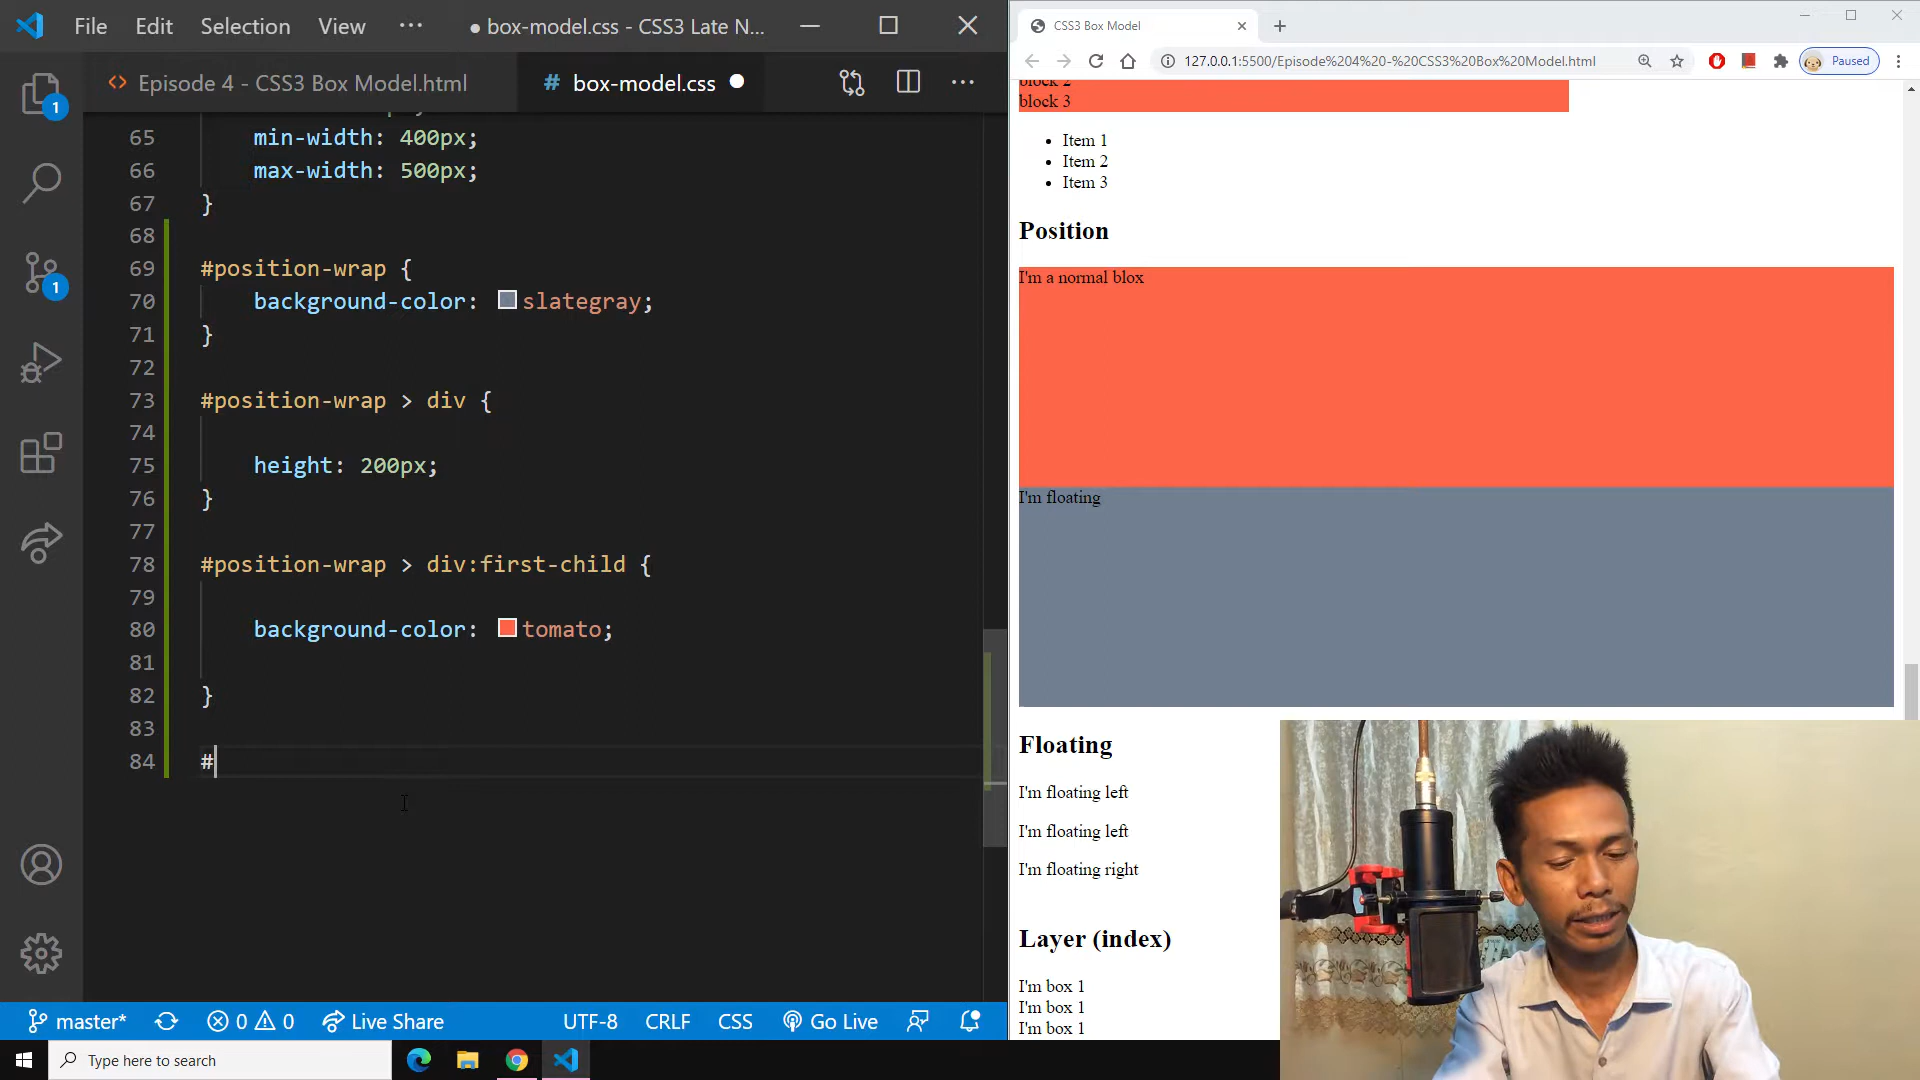 File Edit Selection View ··· ● box-model.css - CSS3 Late N...
<> Episode 4 - CSS3 Box Model.html
# box-model.css ●
65 min-width: 400px;
66 max-width: 500px;
67 }
68
69 #position-wrap {
70 background-color: slategray;
71 }
72
73 #position-wrap > div {
74
75 height: 200px;
76 }
77
78 #position-wrap > div:first-child {
79
80 background-color: tomato;
81
82 }
83
84 #
1
1
master* 0 0 Live Share UTF-8 CRLF CSS Go Live
Type here to search
CSS3 Box Model
127.0.0.1:5500/Episode%204%20-%20CSS3%20Box%20Model.html
Paused
block 2
block 3
• Item 1
• Item 2
• Item 3
Position
I'm a normal blox
I'm floating
Floating
I'm floating left
I'm floating left
I'm floating right
Layer (index)
I'm box 1
I'm box 1
I'm box 1